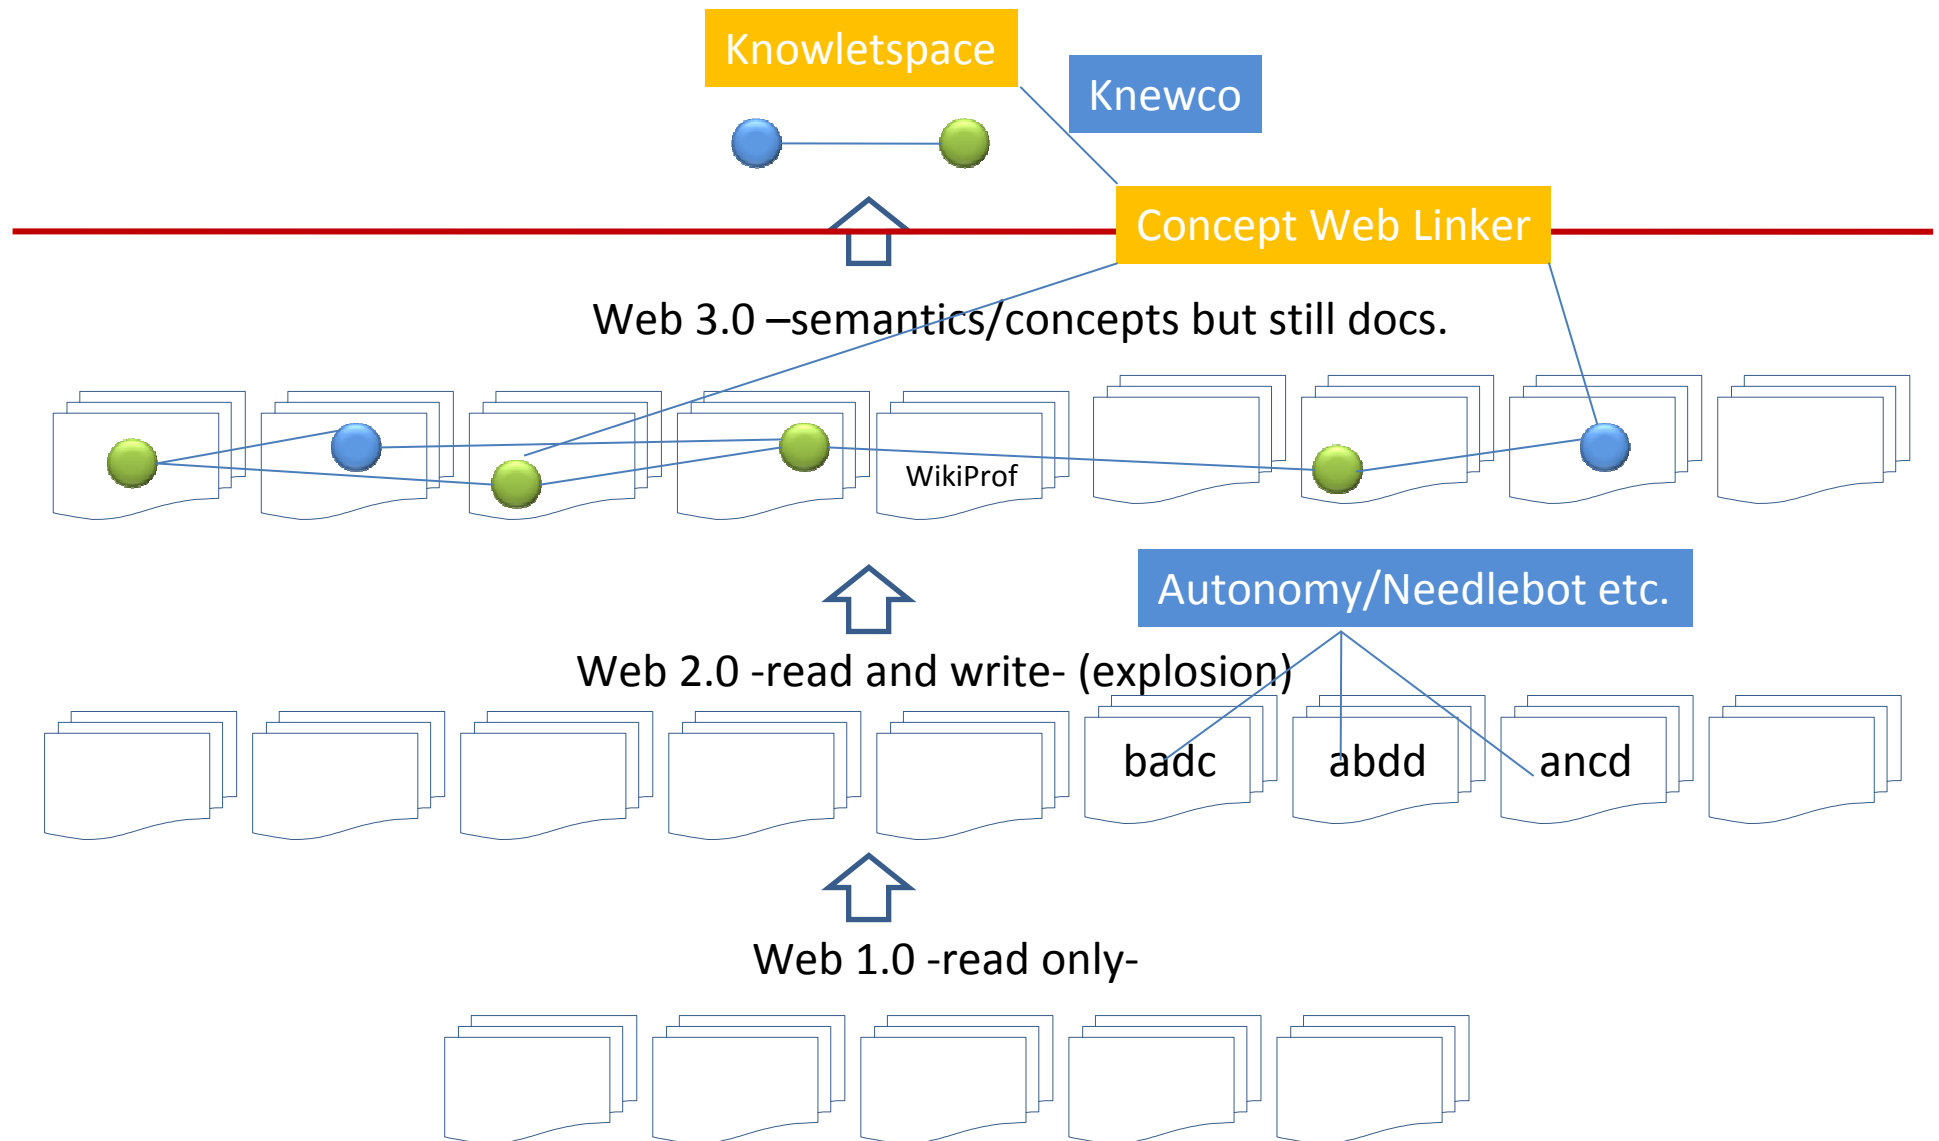 Knowletspace
Knewco
Concept Web Linker
Web 3.0 –semantics/concepts but still docs.
WikiProf
Autonomy/Needlebot etc.
Web 2.0 -read and write- (explosion)
badc
abdd
ancd
Web 1.0 -read only-